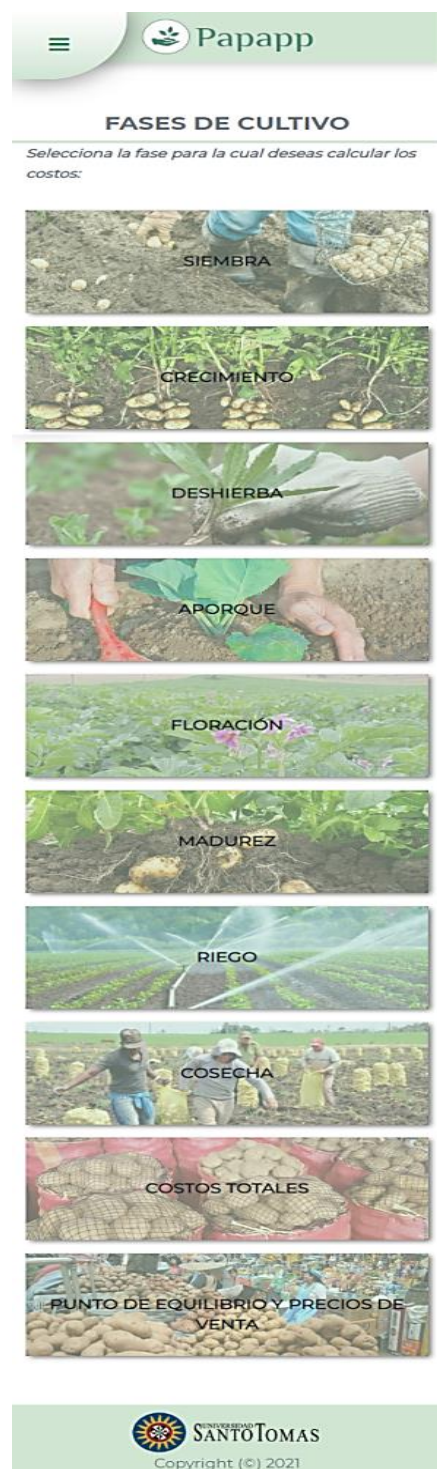 Papapp
FASES DE CULTIVO
Selecciona la fase para la cual deseas calcular los
costos:
SIEMBRA
CRECIMIENTO
DESHIERBA
APORQUE
FLORACIÓN
MADUREZ
RIEGO
COSECHA
COSTOS TOTALES
PUNTO DE EQUILIBRIO Y PRECIOS DE
VENTA
UNIVERSIDAD
SANTO TOMAS
Copyright (©) 2021